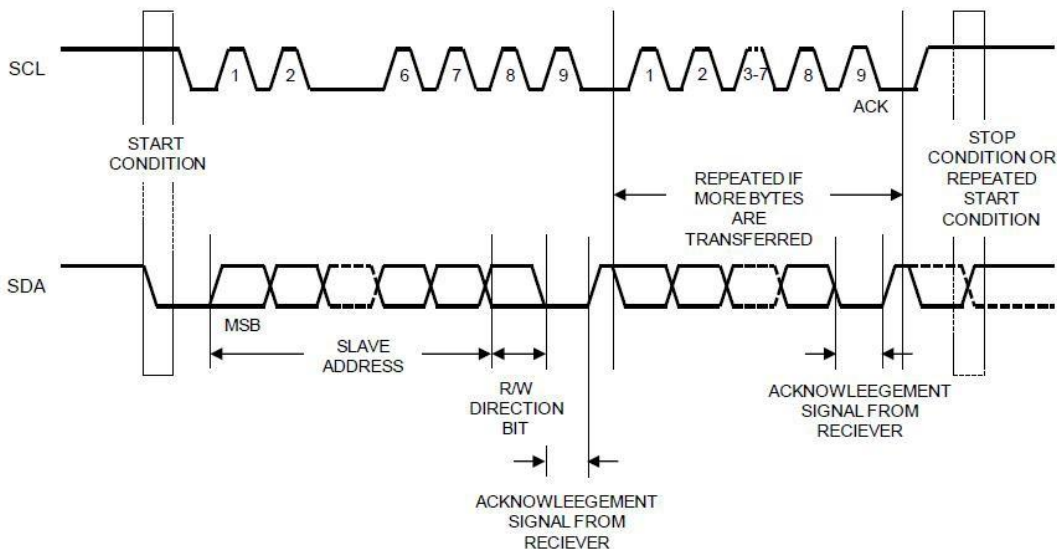 SCL
1
2
6
7
8
9
1
2
3-7
8
9
ACK
START
CONDITION
STOP
CONDITION OR
REPEATED
START
CONDITION
REPEATED IF
MORE BYTES
ARE
TRANSFERRED
SDA
MSB
SLAVE
ADDRESS
R/W
DIRECTION
BIT
ACKNOWLEEGEMENT
SIGNAL FROM
RECIEVER
ACKNOWLEEGEMENT
SIGNAL FROM
RECIEVER